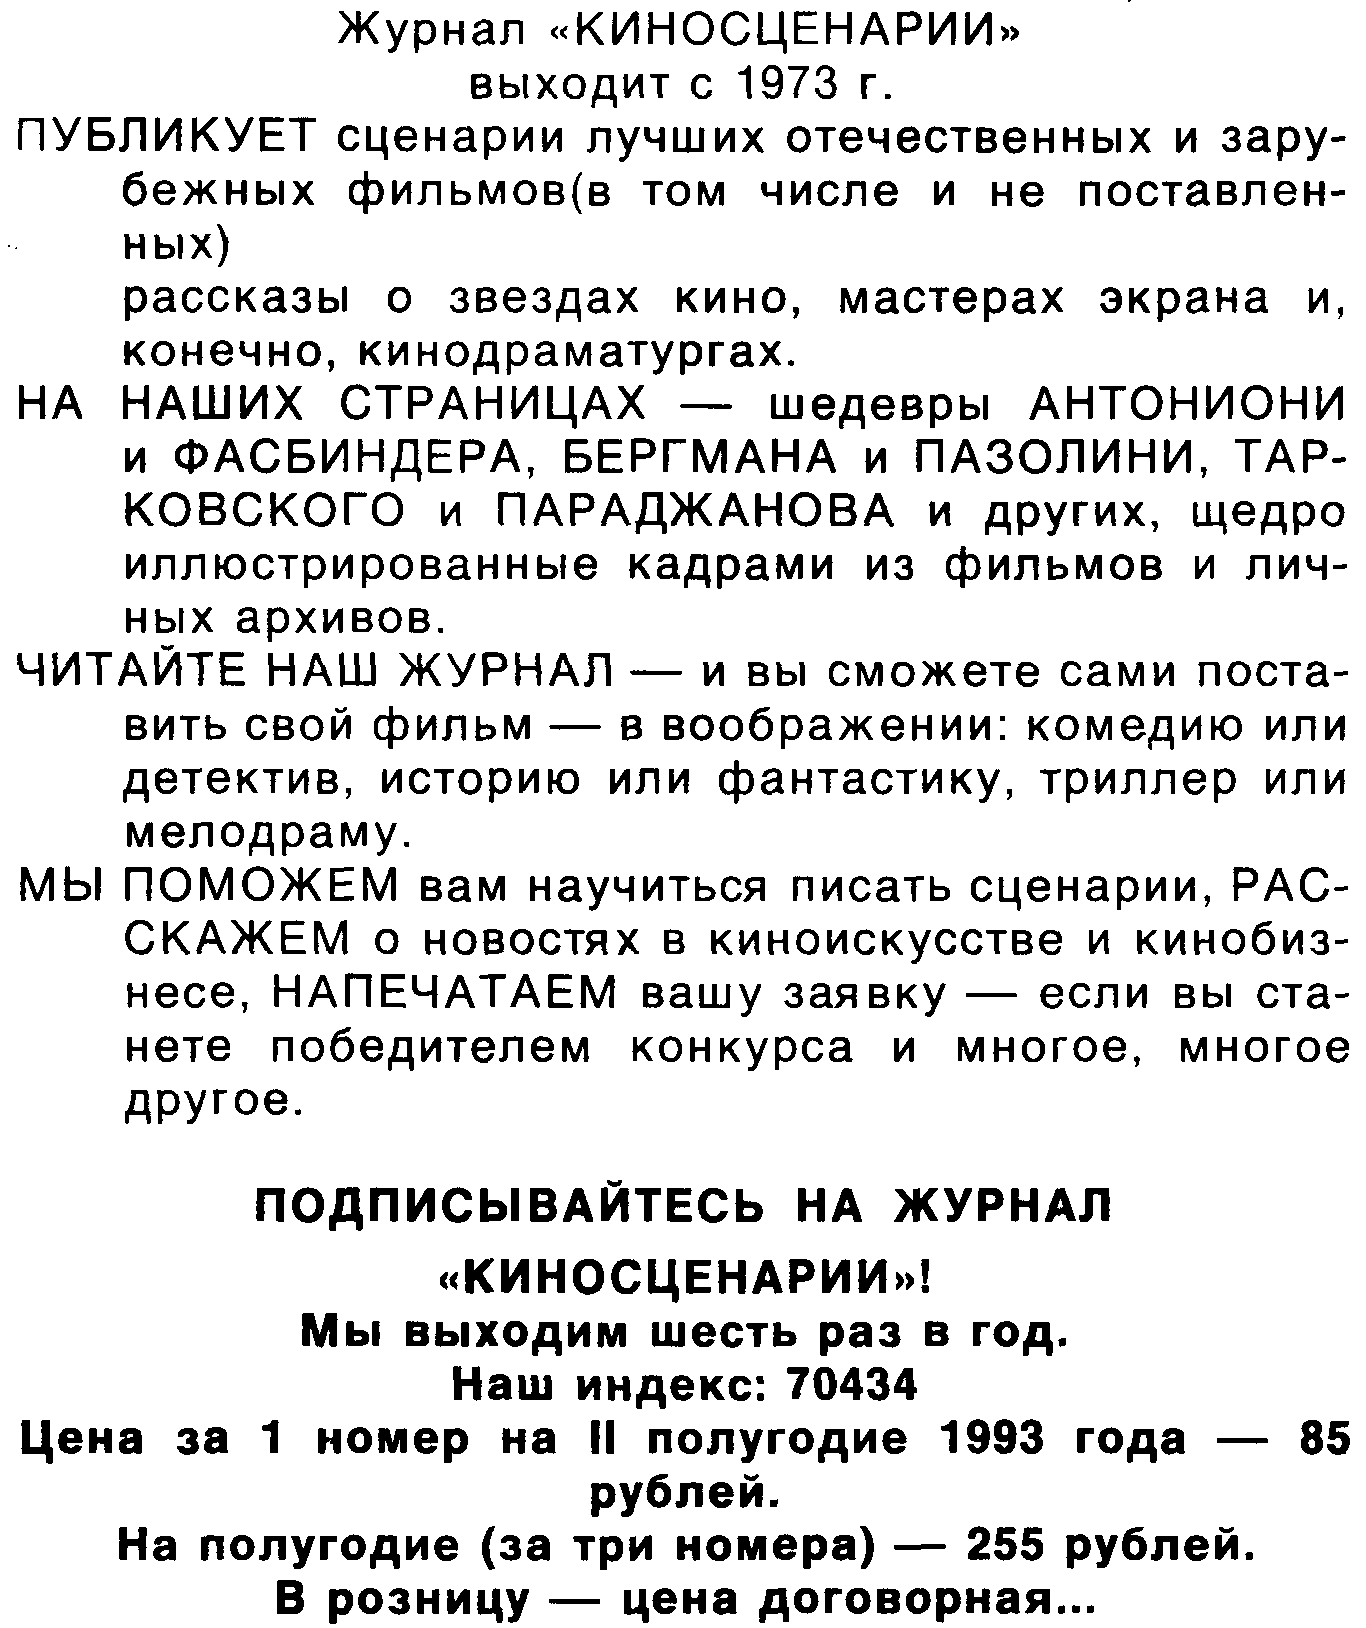 Журнал «КИНОСЦЕНАРИИ»
выходит с 1973 г.
ПУБЛИКУЕТ сценарии лучших отечественных и зару-
бежных фильмов(в том числе и не поставлен-
ных)
рассказы о звездах кино, мастерах экрана и,
конечно, кинодраматургах.
НА НАШИХ СТРАНИЦАХ — шедевры АНТОНИОНИ
и ФАСБИНДЕРА, БЕРГМАНА и ПАЗОЛИНИ, ТАР-
КОВСКОГО и ПАРАДЖАНОВА и других, щедро
иллюстрированные кадрами из фильмов и лич-
ных архивов.
ЧИТАЙТЕ НАШ ЖУРНАЛ — и вы сможете сами поста-
вить свой фильм — в воображении: комедию или
детектив, историю или фантастику, триллер или
мелодраму.
МЫ ПОМОЖЕМ вам научиться писать сценарии, РАС-
СКАЖЕМ о новостях в киноискусстве и кинобиз-
несе, НАПЕЧАТАЕМ вашу заявку — если вы ста-
нете победителем конкурса и многое, многое
другое.
ПОДПИСЫВАЙТЕСЬ НА ЖУРНАЛ
«КИНОСЦЕНАРИИ»!
Мы выходим шесть раз в год.
Наш индекс: 70434
Цена за 1 номер на II полугодие 1993 года — 85
рублей.
На полугодие (за три номера) — 255 рублей.
В розницу — цена договорная...